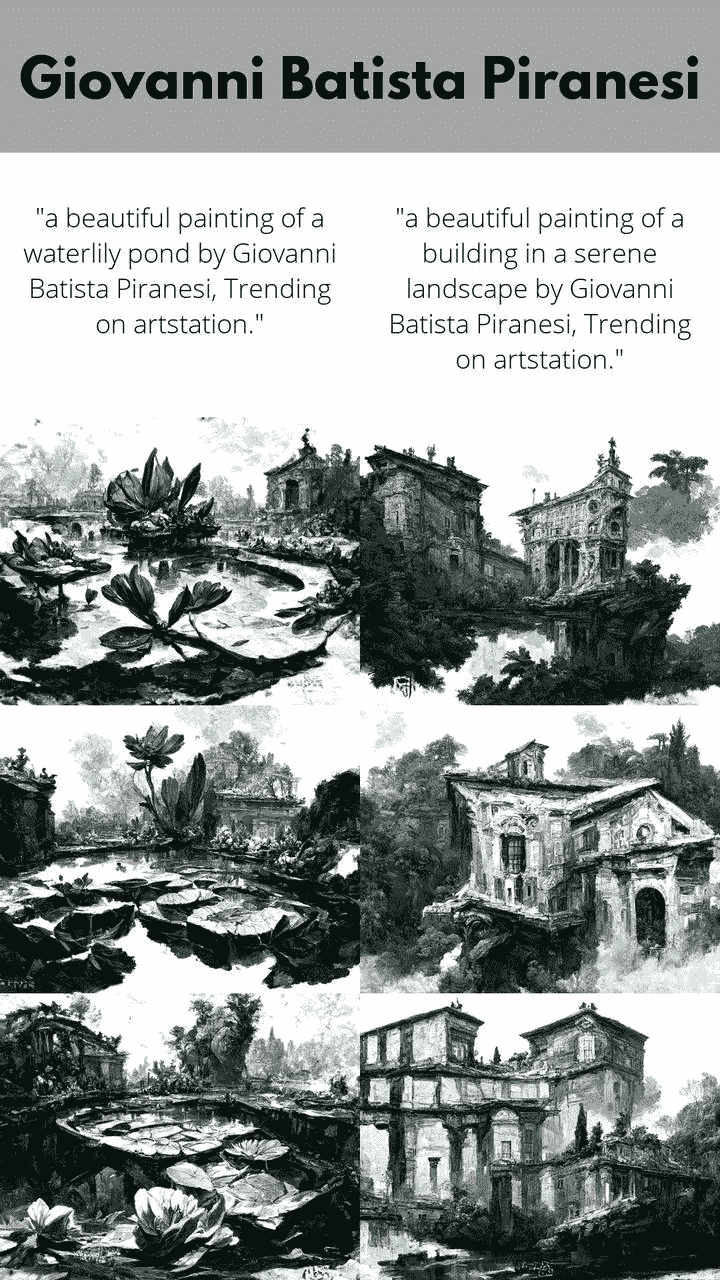 Giovanni Batista Piranesi
"a beautiful painting of a
waterlily pond by Giovanni
Batista Piranesi, Trending
on artstation."
"a beautiful painting of a
building in a serene
landscape by Giovanni
Batista Piranesi, Trending
on artstation."